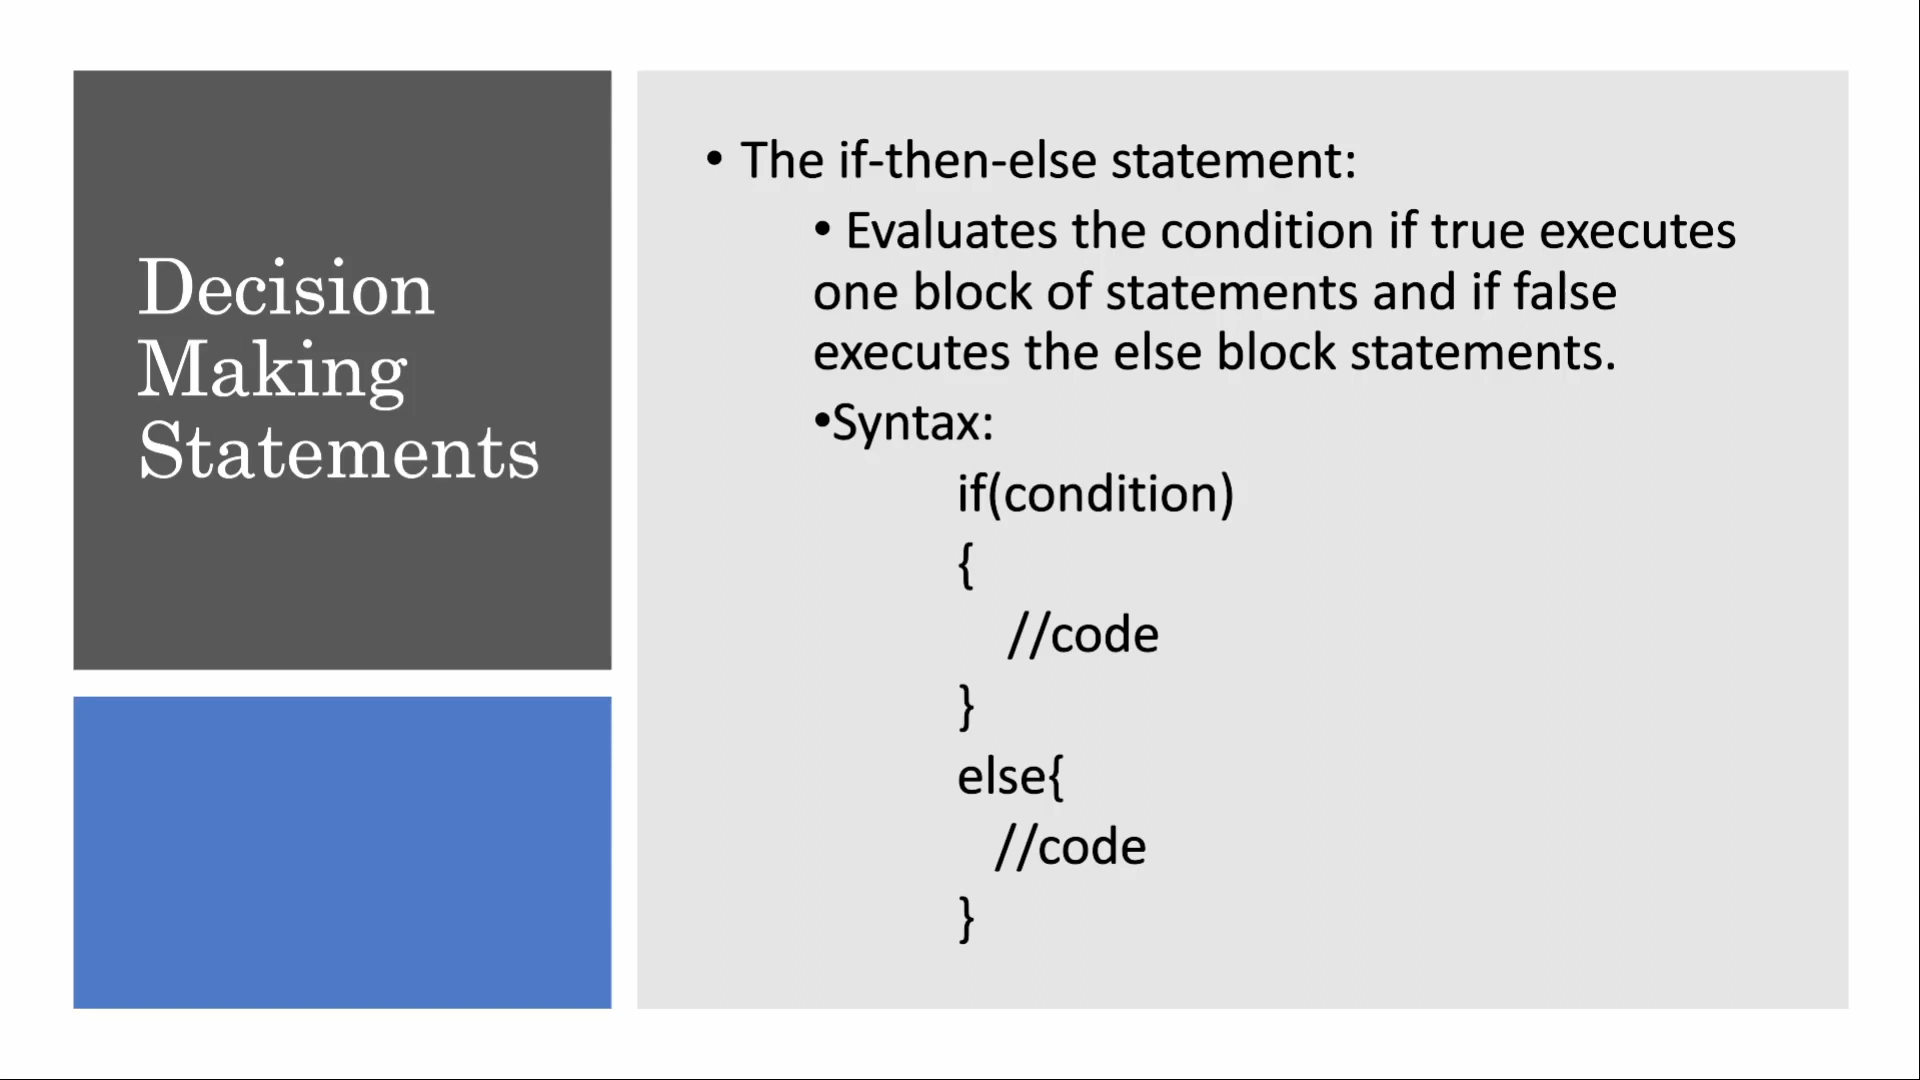 Decision
Making
Statements
• The if-then-else statement:
• Evaluates the condition if true executes
one block of statements and if false
executes the else block statements.
•Syntax:
if(condition)
{
//code
}
else{
//code
}